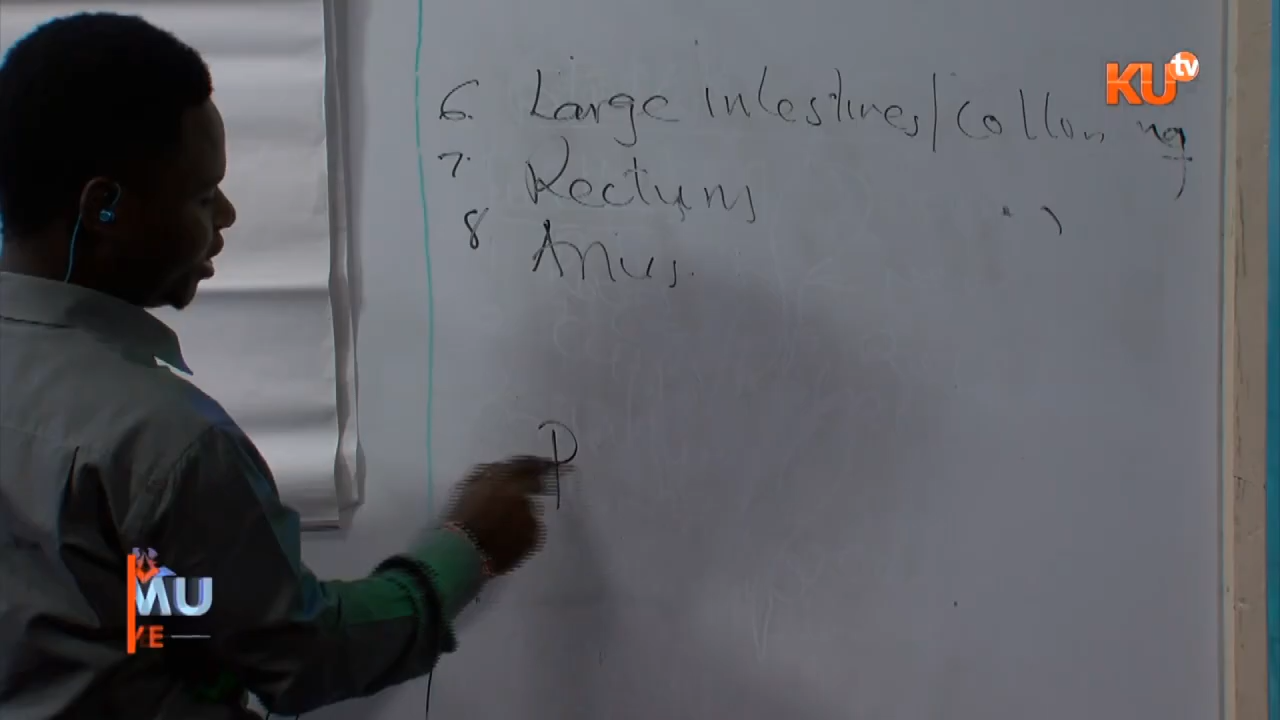 6. Large Intestines/collon
7. Rectum
8 Anus.
P
KU tv
MU